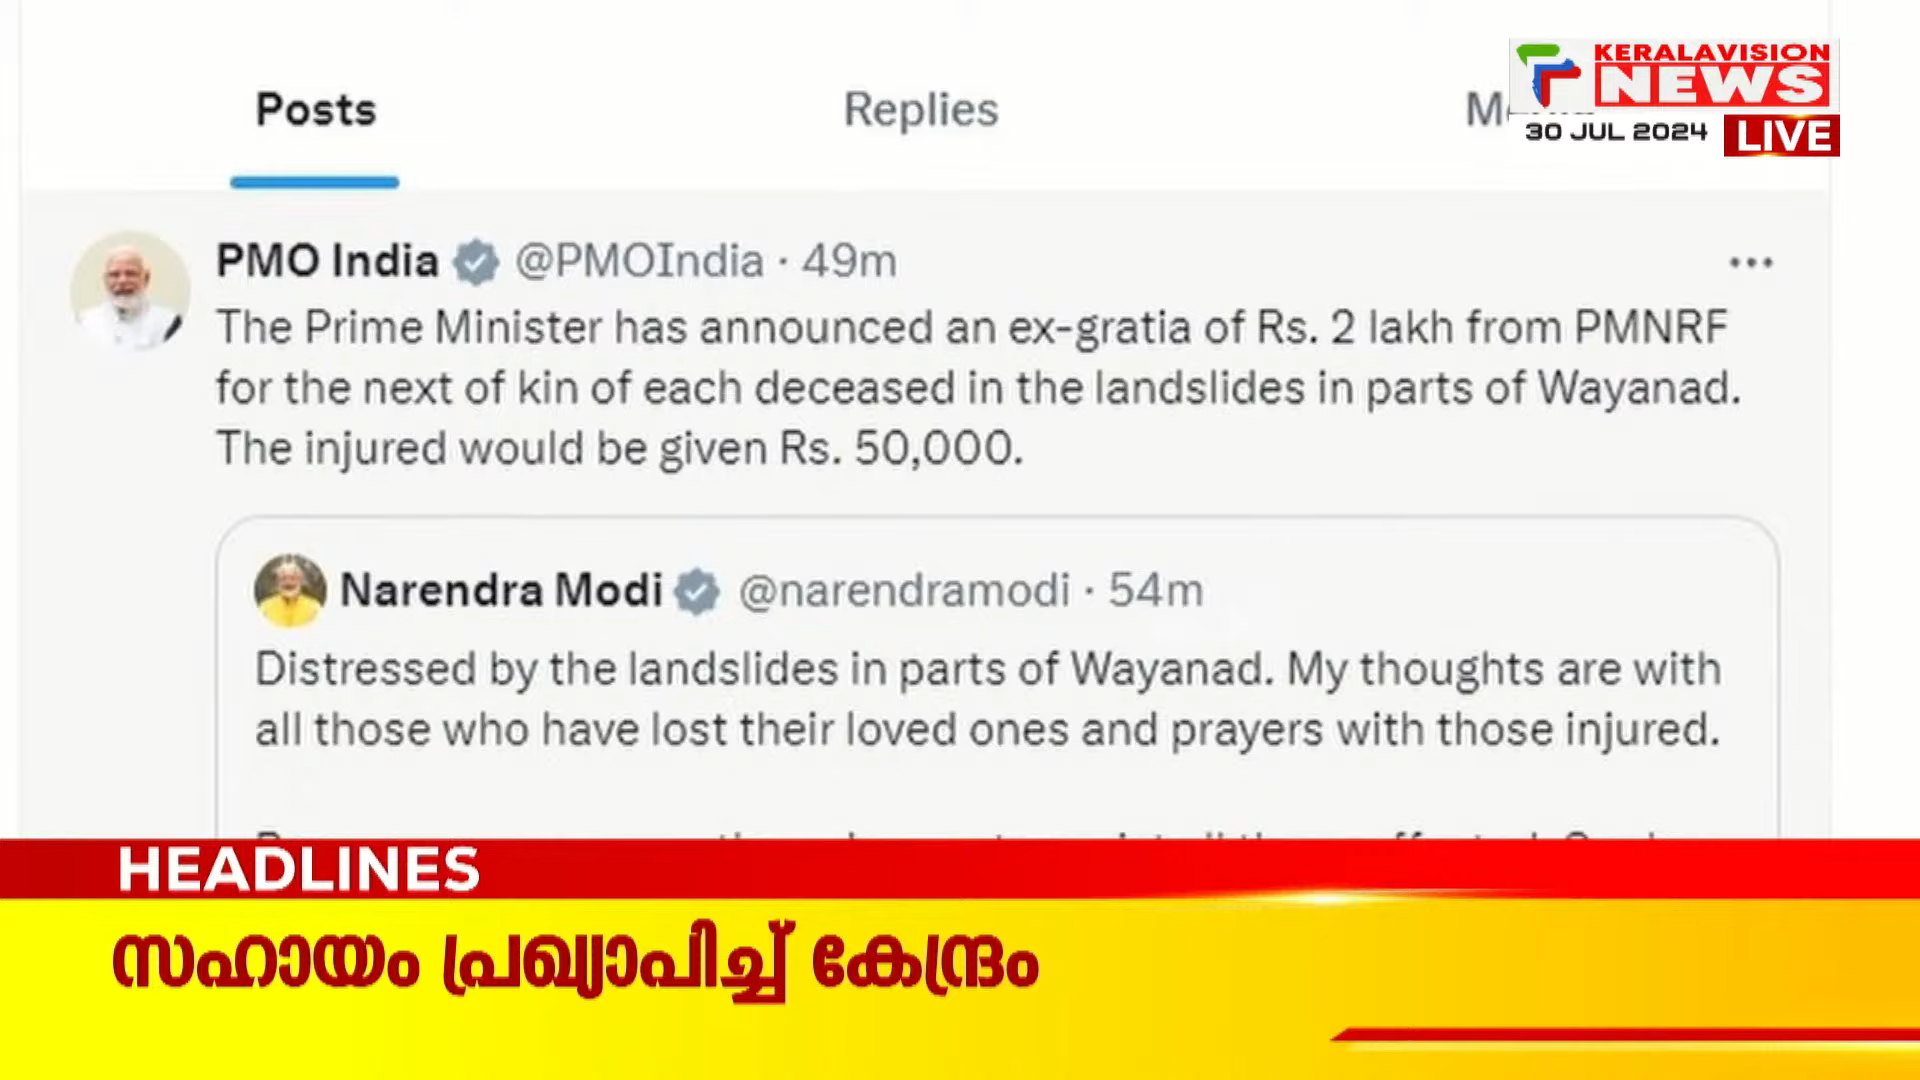 Posts
Replies
KERALAVISION
NEWS
30 JUL 2024
LIVE
PMO India @PMOIndia · 49m
The Prime Minister has announced an ex-gratia of Rs. 2 lakh from PMNRF
for the next of kin of each deceased in the landslides in parts of Wayanad.
The injured would be given Rs. 50,000.
Narendra Modi @narendramodi · 54m
Distressed by the landslides in parts of Wayanad. My thoughts are with
all those who have lost their loved ones and prayers with those injured.
HEADLINES
സഹായം പ്രഖ്യാപിച്ച് കേന്ദ്രം